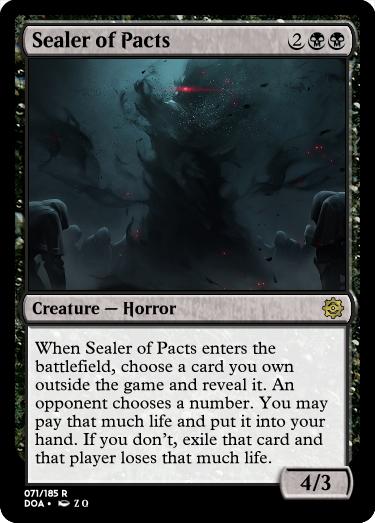 Sealer of Pacts 2
Creature — Horror
When Sealer of Pacts enters the
battlefield, choose a card you own
outside the game and reveal it. An
opponent chooses a number. You may
pay that much life and put it into your
hand. If you don't, exile that card and
that player loses that much life.
4/3
071/185 R
DOA • Z O